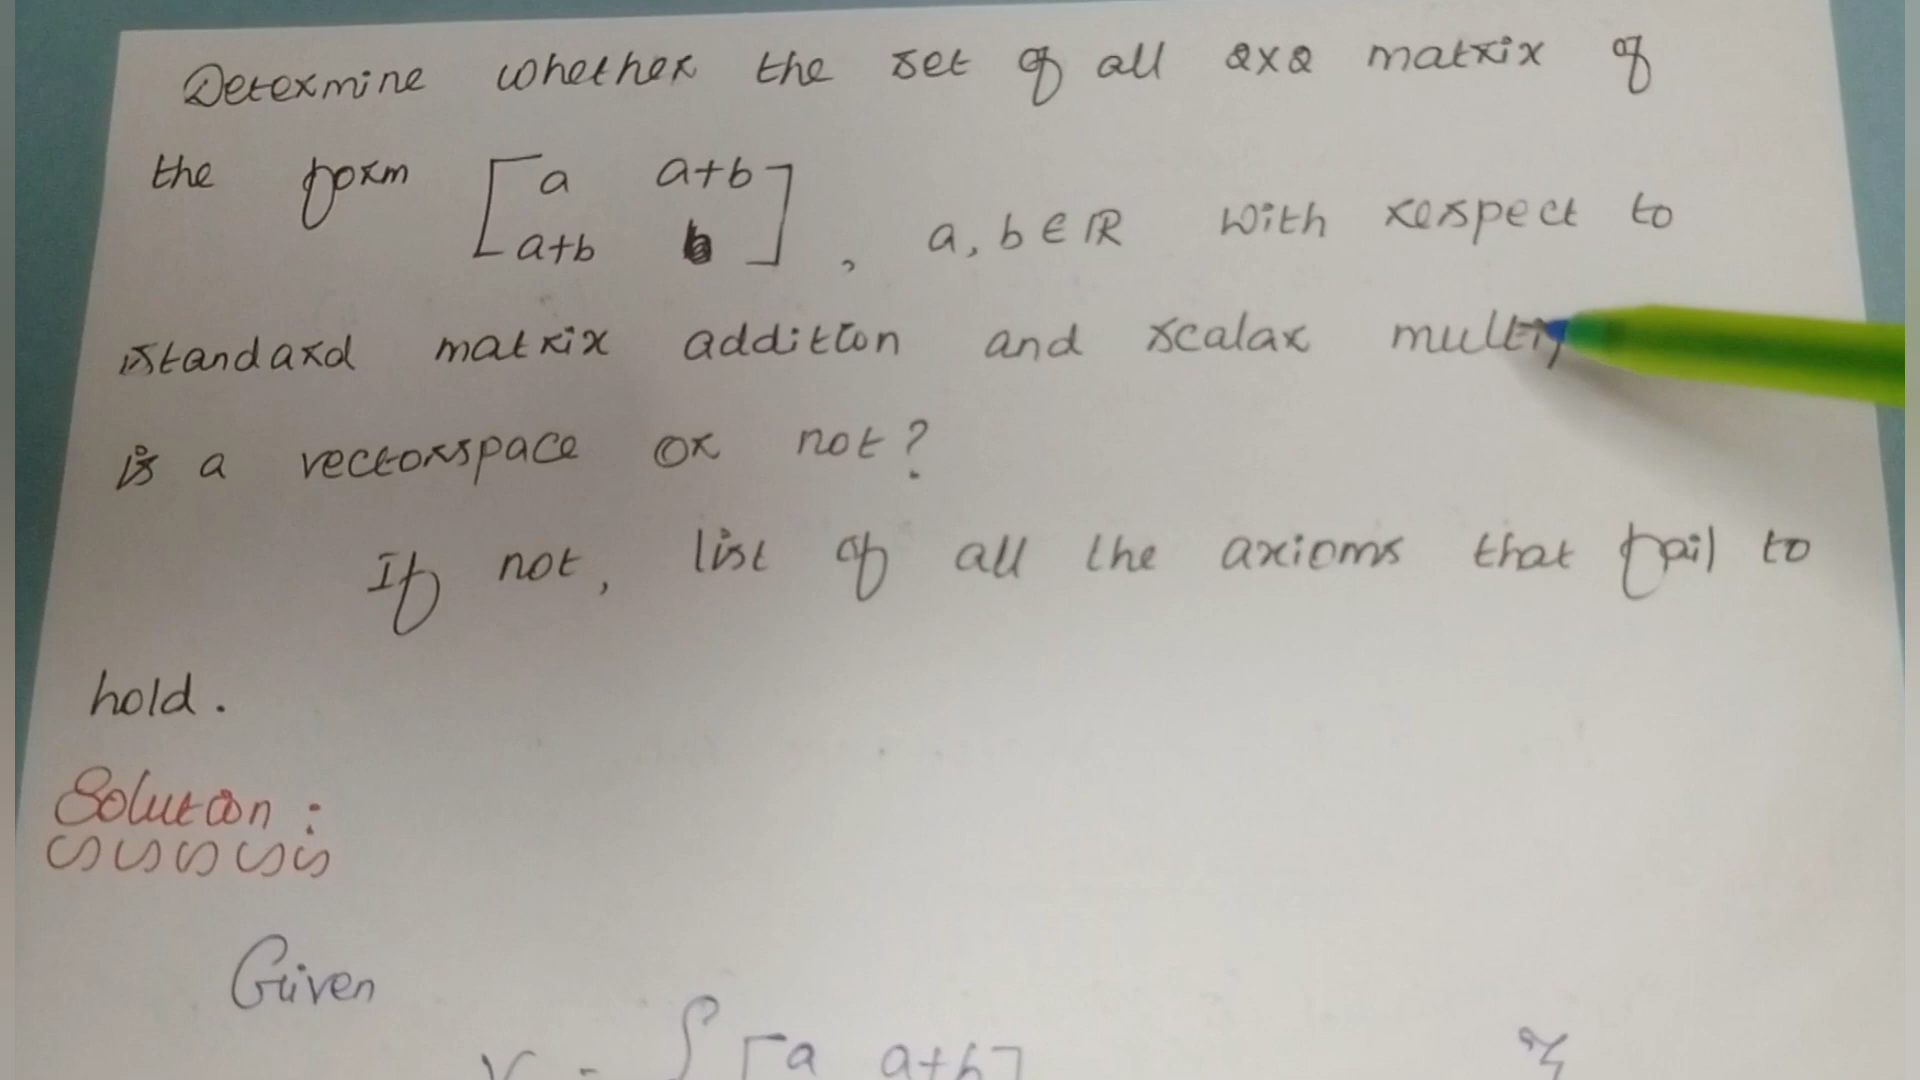 Determine whether the set of all 2x2 matrix of
the form [a a+b
a+b b], a, b ∈ ℝ with respect to
standard matrix addition and scalar
is a vectorspace or not?
If not, list of all the axioms that fail to
hold.
Solution:
Given
V = { [a a+b] }